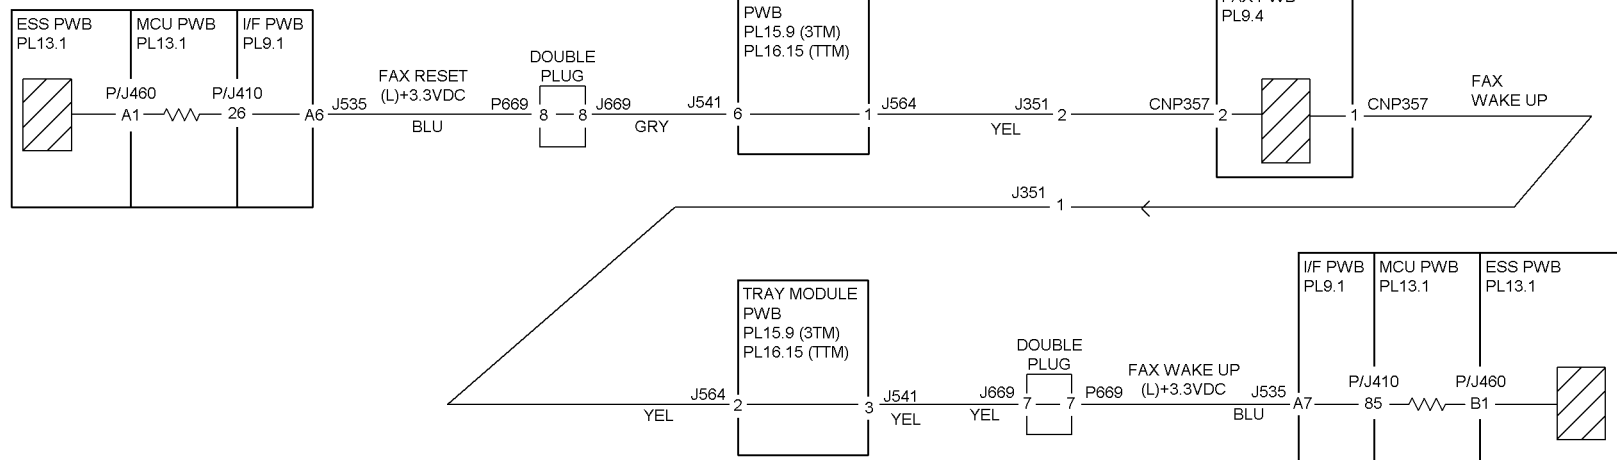 ESS PWB
PL13.1
MCU PWB
PL13.1
I/F PWB
PL9.1
P/J460
A1
P/J410
26
A6
J535
FAX RESET
(L)+3.3VDC
BLU
P669
DOUBLE
PLUG
8 8
J669
GRY
J541
6
PWB
PL15.9 (3TM)
PL16.15 (TTM)
1
J564
J351
2
YEL
CNP357
2
PL9.4
1
CNP357
FAX
WAKE UP
J351
1
TRAY MODULE
PWB
PL15.9 (3TM)
PL16.15 (TTM)
YEL
J564
2
3
J541
YEL
J669
YEL
DOUBLE
PLUG
7 7
P669
FAX WAKE UP
(L)+3.3VDC
J535
BLU
A7
I/F PWB
PL9.1
MCU PWB
PL13.1
ESS PWB
PL13.1
P/J410
85
P/J460
B1